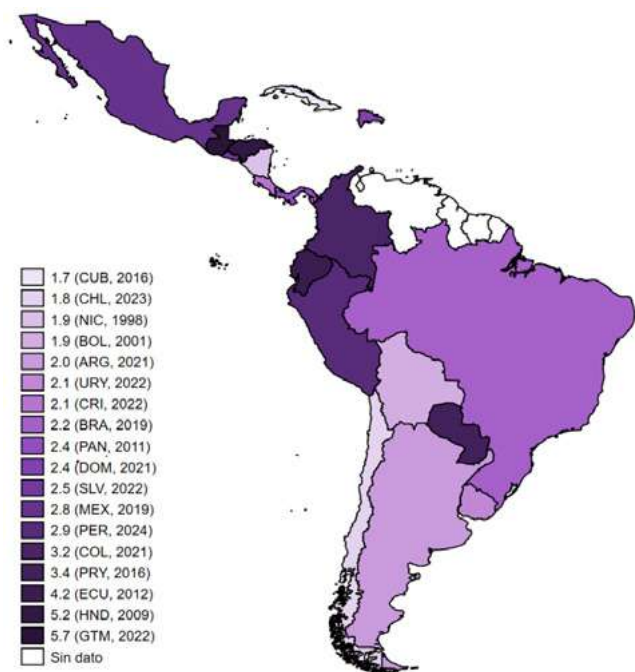 1.7 (CUB, 2016)
1.8 (CHL, 2023)
1.9 (NIC, 1998)
1.9 (BOL, 2001)
2.0 (ARG, 2021)
2.1 (URY, 2022)
2.1 (CRI, 2022)
2.2 (BRA, 2019)
2.4 (PAN, 2011)
2.4 (DOM, 2021)
2.5 (SLV, 2022)
2.8 (MEX, 2019)
2.9 (PER, 2024)
3.2 (COL, 2021)
3.4 (PRY, 2016)
4.2 (ECU, 2012)
5.2 (HND, 2009)
5.7 (GTM, 2022)
Sin dato